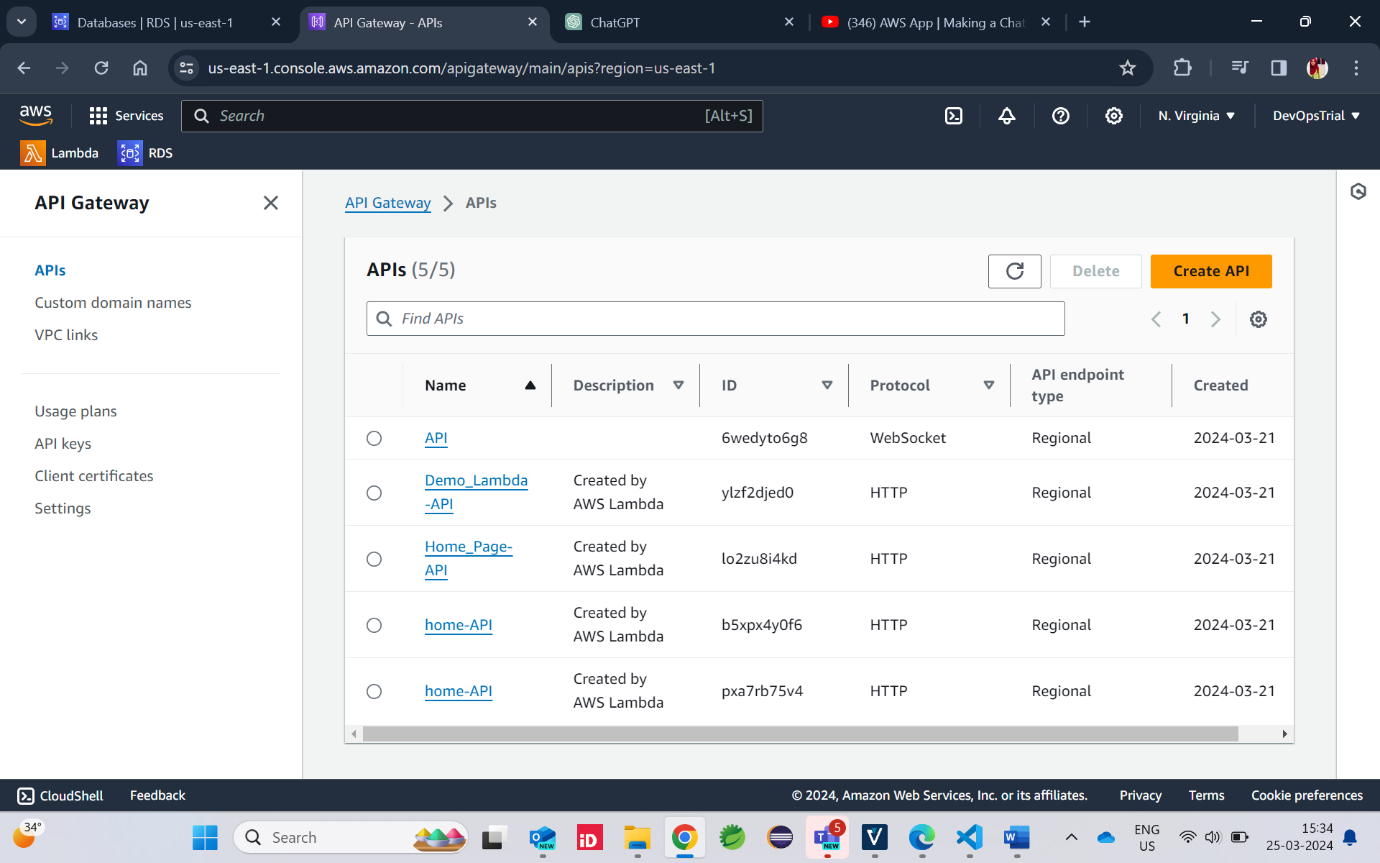 Databases | RDS | us-east-1
API Gateway - APIs
ChatGPT
(346) AWS App | Making a Chat
us-east-1.console.aws.amazon.com/apigateway/main/apis?region=us-east-1
aws
Services
Search
[Alt+S]
N. Virginia
DevOpsTrial
Lambda
RDS
API Gateway
APIs
Custom domain names
VPC links
Usage plans
API keys
Client certificates
Settings
API Gateway
APIs
APIs (5/5)
Delete
Create API
Find APIs
1
Name
Description
ID
Protocol
API endpoint
type
Created
API
6wedyto6g8
WebSocket
Regional
2024-03-21
Demo_Lambda
-API
Created by
AWS Lambda
ylzf2djed0
HTTP
Regional
2024-03-21
Home_Page-
API
Created by
AWS Lambda
lo2zu8i4kd
HTTP
Regional
2024-03-21
home-API
Created by
AWS Lambda
b5xpx4y0f6
HTTP
Regional
2024-03-21
home-API
Created by
AWS Lambda
pxa7rb75v4
HTTP
Regional
2024-03-21
CloudShell
Feedback
© 2024, Amazon Web Services, Inc. or its affiliates.
Privacy
Terms
Cookie preferences
34°
Search
NEW
iD
5
NEW
ENG
US
15:34
25-03-2024